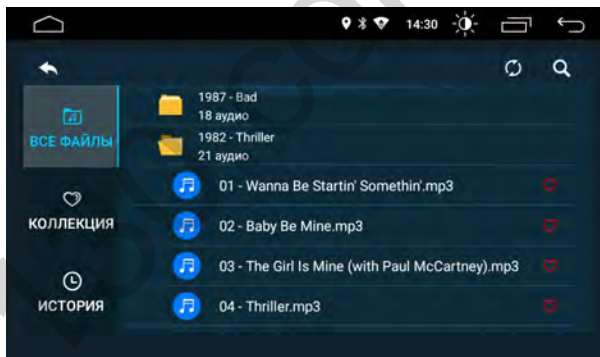 14:30
1987 - Bad
18 аудио
ВСЕ ФАЙЛЫ
1982 - Thriller
21 аудио
01 - Wanna Be Startin' Somethin'.mp3
КОЛЛЕКЦИЯ
02 - Baby Be Mine.mp3
03 - The Girl Is Mine (with Paul McCartney).mp3
ИСТОРИЯ
04 - Thriller.mp3